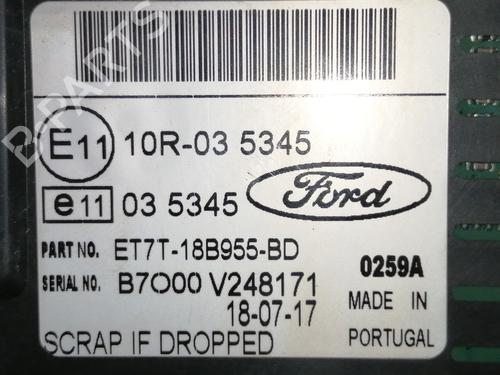 B-PARTS
E11 10R-03 5345
e11 03 5345 Ford
PART NO. ET7T-18B955-BD
0259A
SERIAL NO. B7O00 V248171
18-07-17
MADE IN
PORTUGAL
SCRAP IF DROPPED